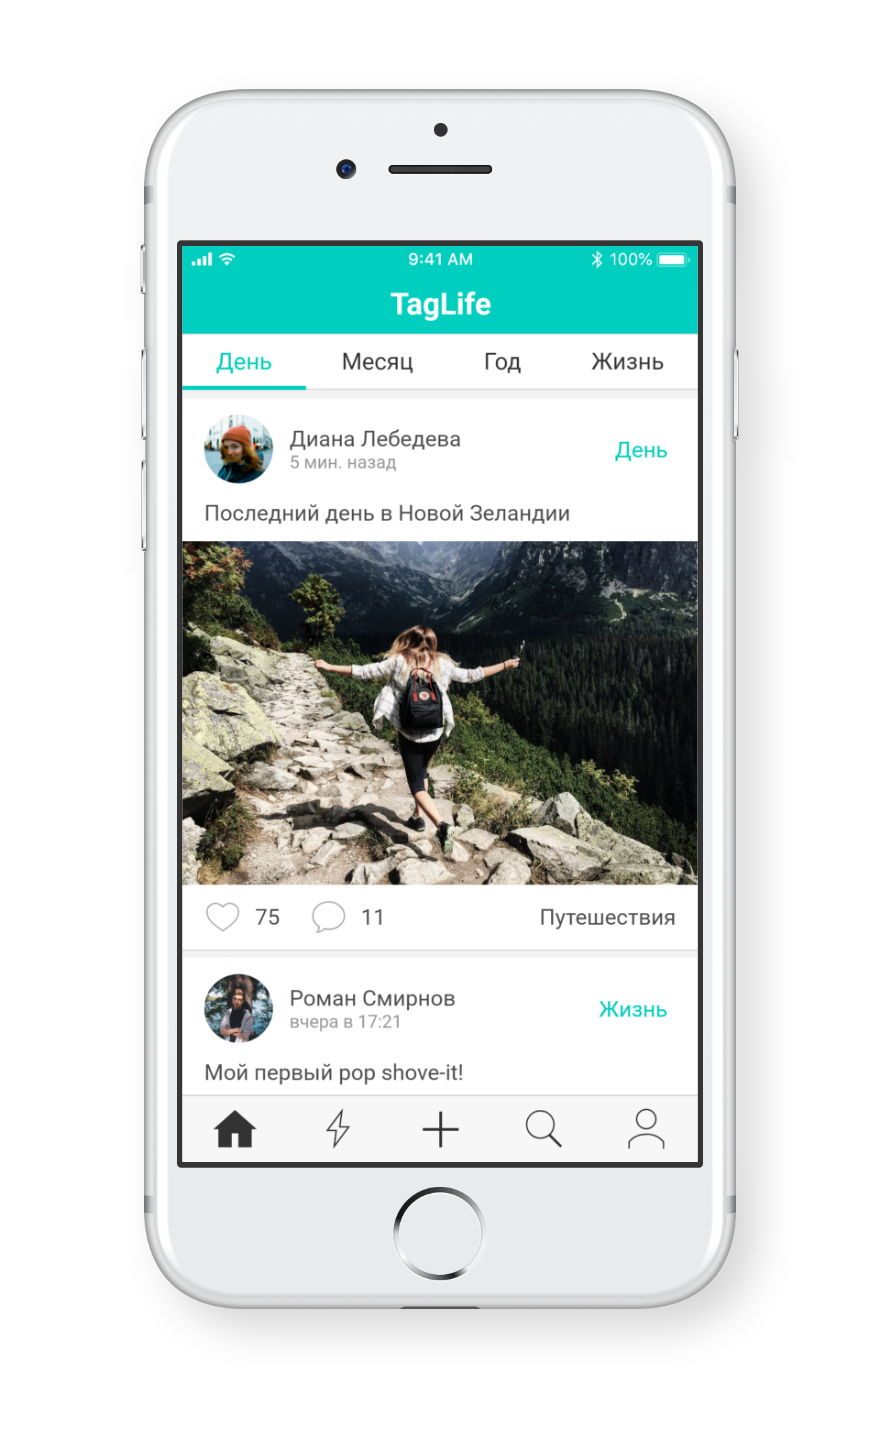 9:41 AM
100%
TagLife
День Месяц Год Жизнь
Диана Лебедева
5 мин. назад
День
Последний день в Новой Зеландии
75 11 Путешествия
Роман Смирнов
вчера в 17:21
Жизнь
Мой первый pop shove-it!